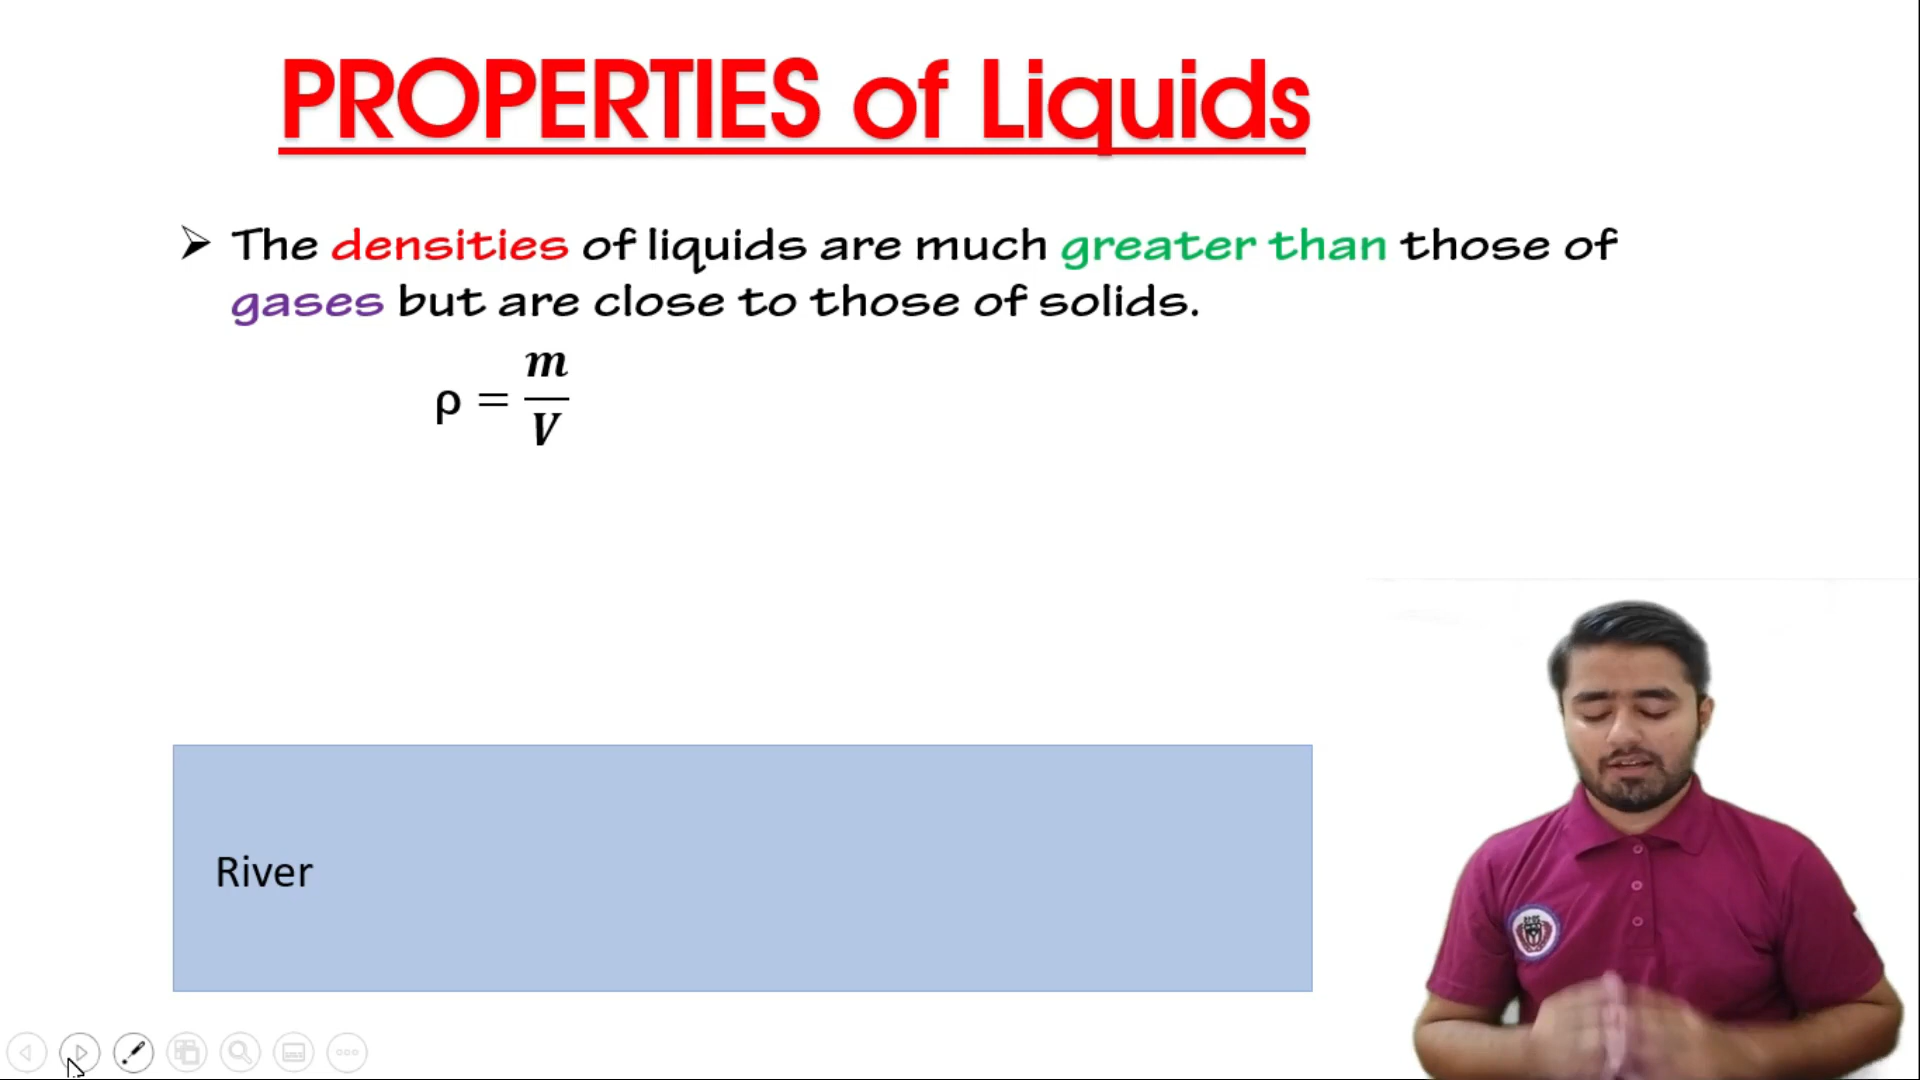 PROPERTIES of Liquids
➢ The densities of liquids are much greater than those of
gases but are close to those of solids.
ρ = m/V
River